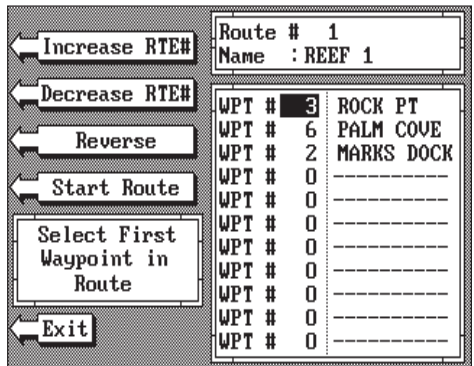 Increase RTE#
Decrease RTE#
Reverse
Start Route
Select First
Waypoint in
Route
Exit
Route # 1
Name : REEF 1
WPT # 3 ROCK PT
WPT # 6 PALM COVE
WPT # 2 MARKS DOCK
WPT # 0 ----------
WPT # 0 ----------
WPT # 0 ----------
WPT # 0 ----------
WPT # 0 ----------
WPT # 0 ----------
WPT # 0 ----------
WPT # 0 ----------